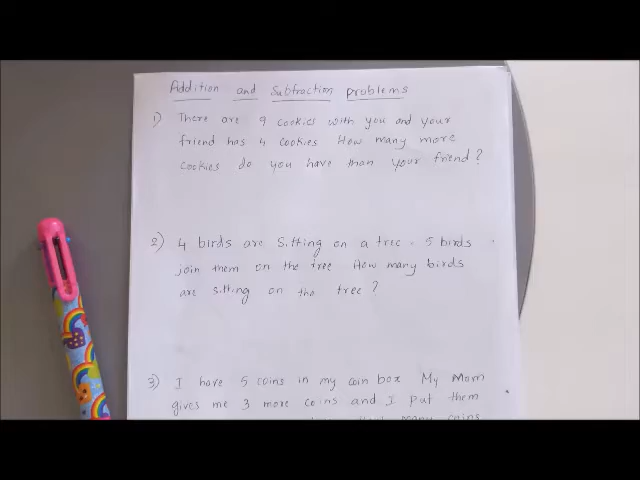 Addition and Subtraction problems
1) There are 9 cookies with you and your
friend has 4 cookies How many more
cookies do you have than your friend?
2) 4 birds are sitting on a tree. 5 birds
join them on the tree How many birds
are sitting on the tree?
3) I have 5 coins in my coin box My Mom
gives me 3 more coins and I put them
many coins